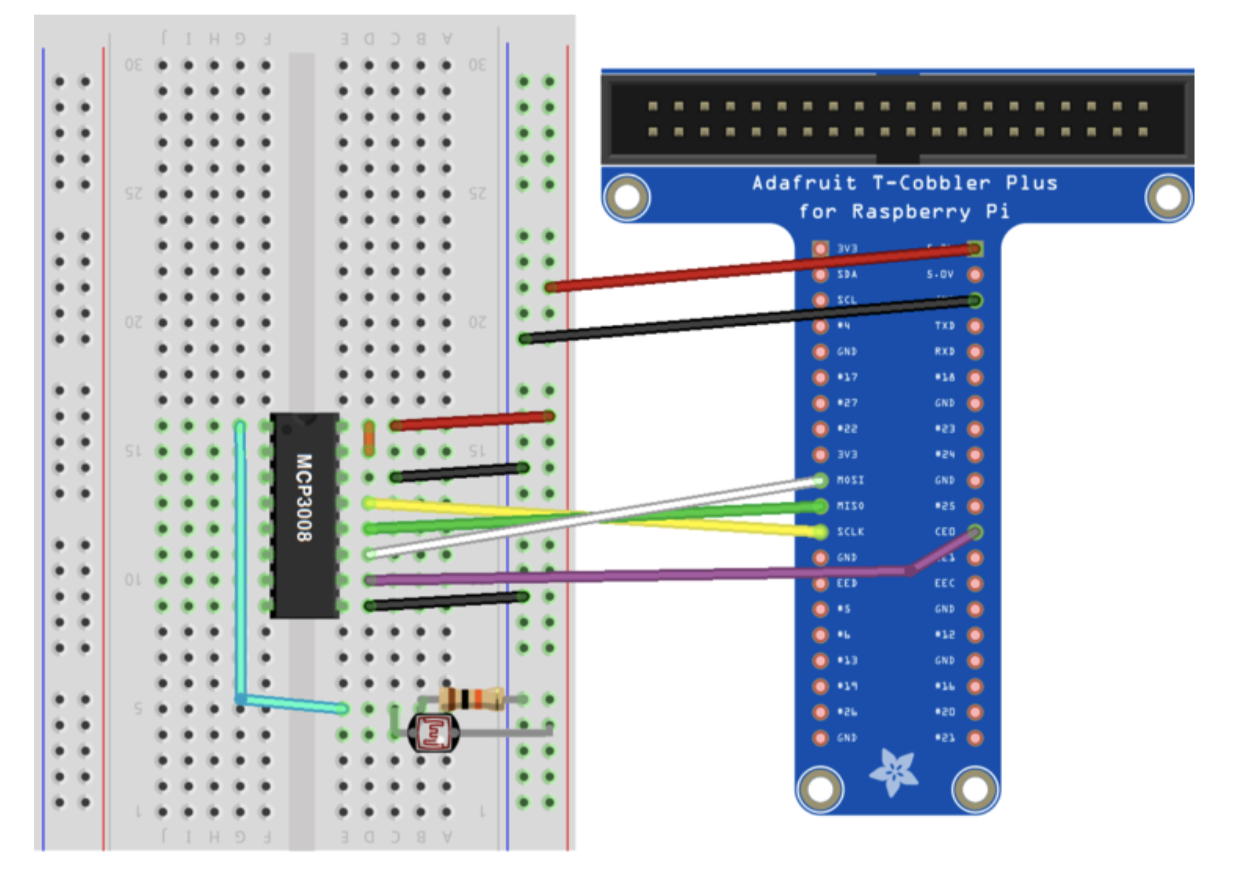 J I H G F E D C B A
30 30
25 25
20 20
15 15
10 10
5 5
1 1
J I H G F E D C B A
MCP3008
Adafruit T-Cobbler Plus
for Raspberry Pi
3V3
SDA 5.0V
SCL
#4 TXD
GND RXD
#17 #18
#27 GND
#22 #23
3V3 #24
MOSI GND
MISO #25
SCLK CE0
GND
EED EEC
#5 GND
#6 #12
#13 GND
#19 #16
#26 #20
GND #21